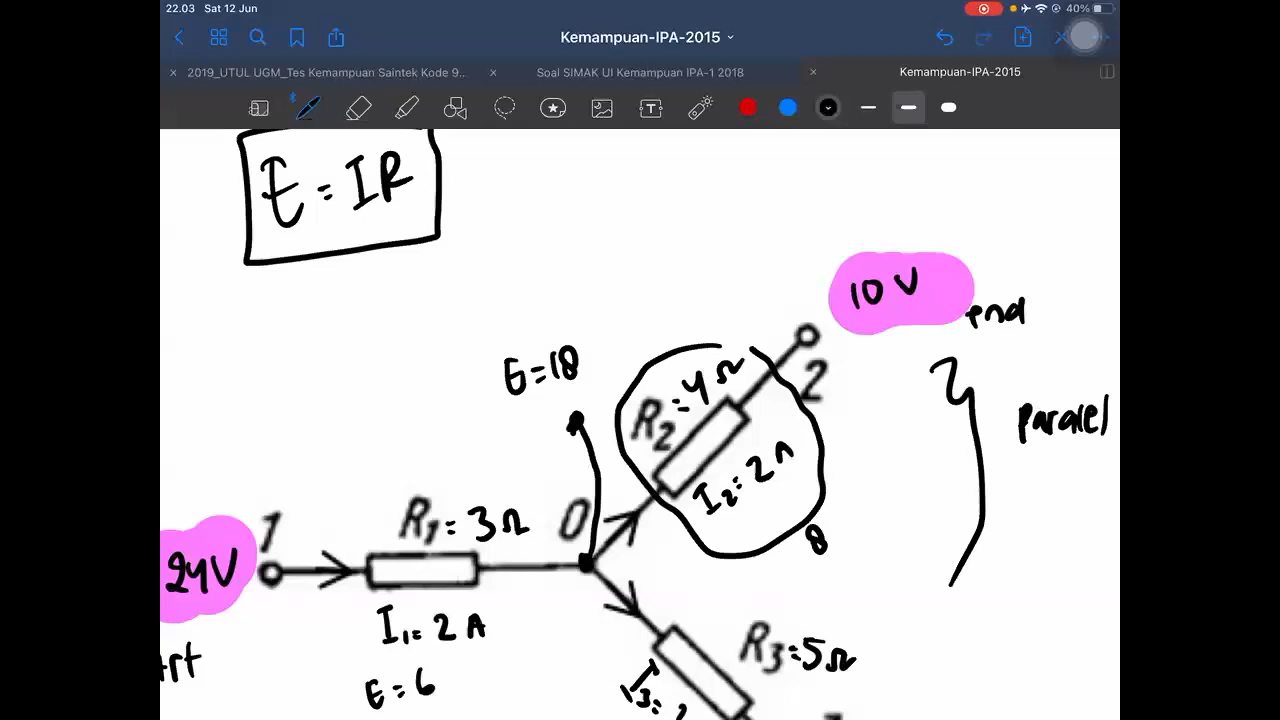 22.03 Sat 12 Jun
40%
Kemampuan-IPA-2015
2019_UTUL UGM_Tes Kemampuan Saintek Kode 9...
Soal SIMAK UI Kemampuan IPA-1 2018
Kemampuan-IPA-2015
E = IR
10 V
end
E = 18
R2 = 4 Ω
2
I2 = 2 A
paralel
24V
1
R1 = 3 Ω
0
8
I1 = 2 A
R3 = 5 Ω
E = 6
I3 =